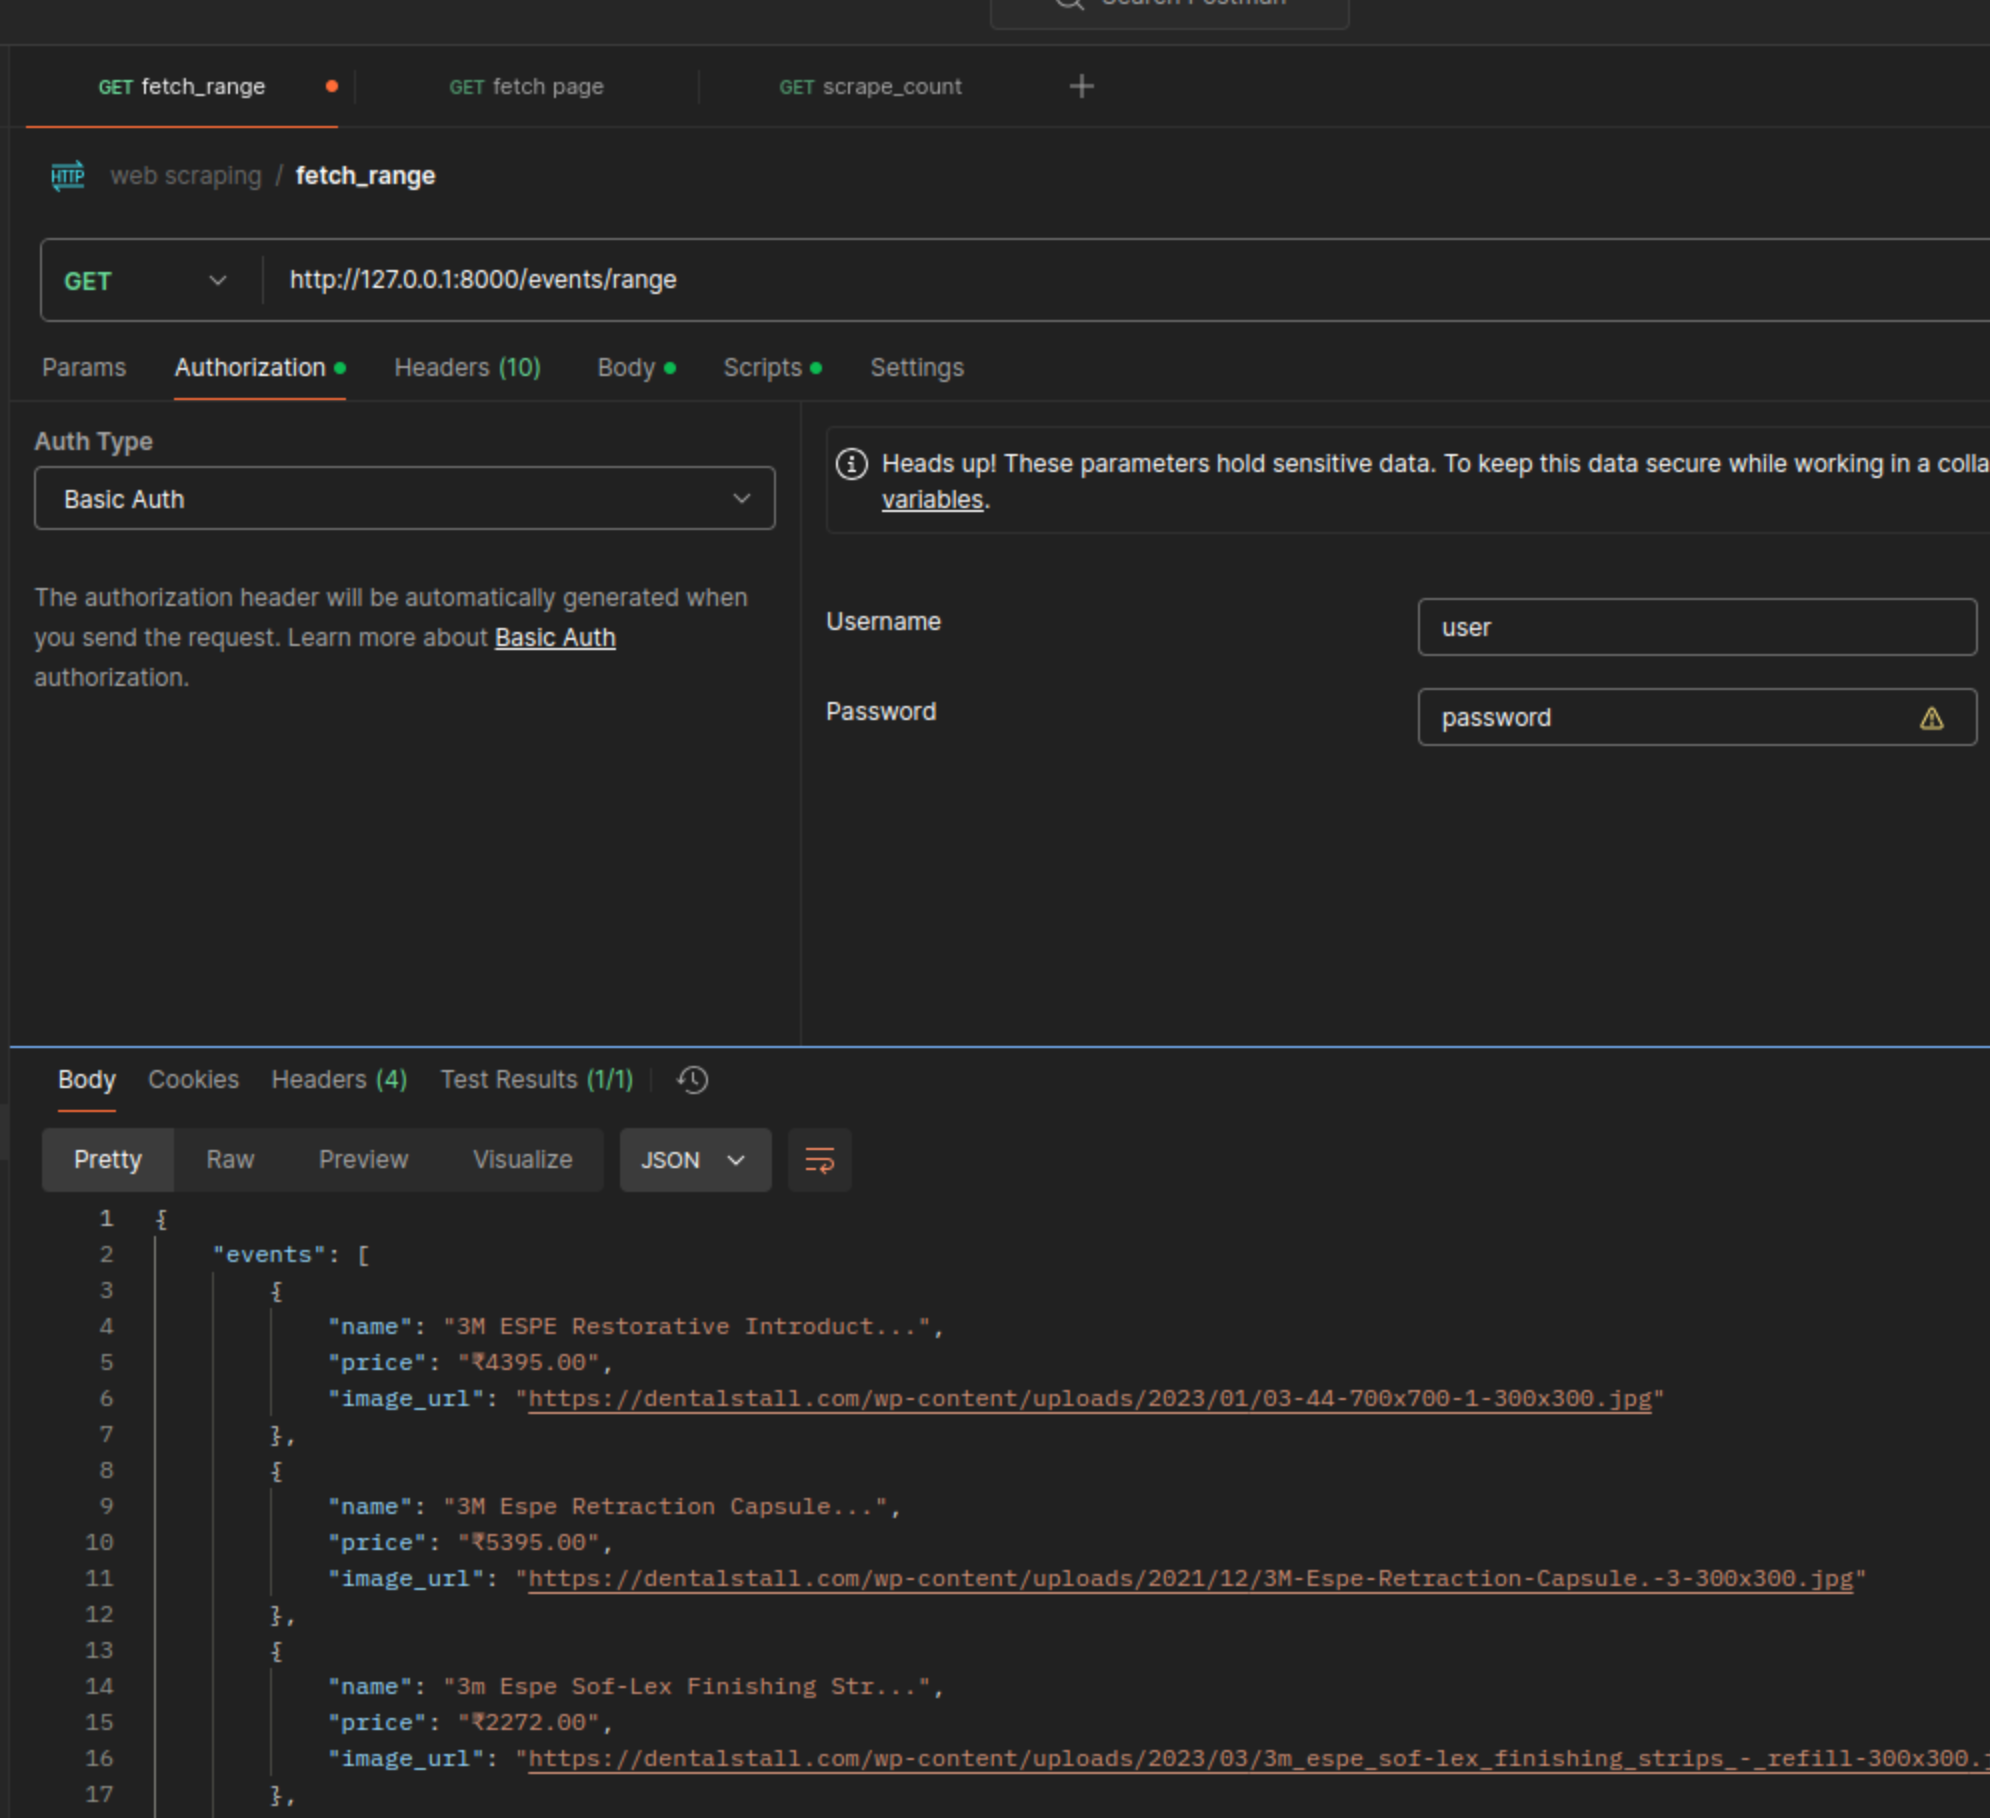 Search Postman
GET fetch_range
GET fetch page
GET scrape_count
HTTP web scraping / fetch_range
GET http://127.0.0.1:8000/events/range
Params Authorization Headers (10) Body Scripts Settings
Auth Type
Basic Auth
The authorization header will be automatically generated when
you send the request. Learn more about Basic Auth
authorization.
Heads up! These parameters hold sensitive data. To keep this data secure while working in a
variables.
Username user
Password password
Body Cookies Headers (4) Test Results (1/1)
Pretty Raw Preview Visualize JSON
1 {
2 "events": [
3 {
4 "name": "3M ESPE Restorative Introduct...",
5 "price": "₹4395.00",
6 "image_url": "https://dentalstall.com/wp-content/uploads/2023/01/03-44-700x700-1-300x300.jpg"
7 },
8 {
9 "name": "3M Espe Retraction Capsule...",
10 "price": "₹5395.00",
11 "image_url": "https://dentalstall.com/wp-content/uploads/2021/12/3M-Espe-Retraction-Capsule.-3-300x300.jpg"
12 },
13 {
14 "name": "3m Espe Sof-Lex Finishing Str...",
15 "price": "₹2272.00",
16 "image_url": "https://dentalstall.com/wp-content/uploads/2023/03/3m_espe_sof-lex_finishing_strips_-_refill-300x300.
17 },